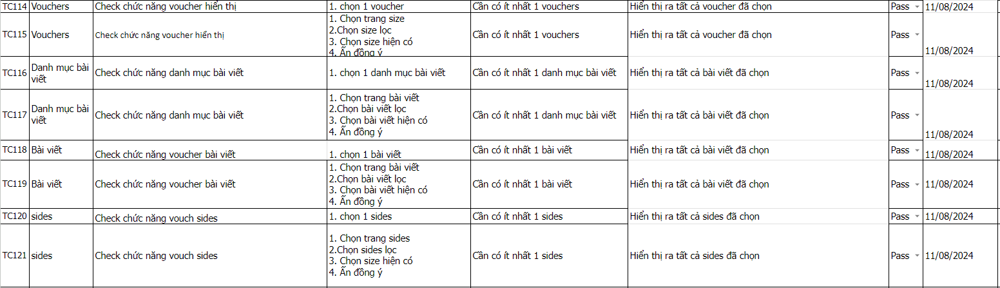 TC114 Vouchers Check chức năng voucher hiển thị 1. chọn 1 voucher Cần có ít nhất 1 vouchers Hiển thị ra tất cả voucher đã chọn Pass 11/08/2024
TC115 Vouchers Check chức năng voucher hiển thị 1. Chọn trang size
2.Chọn size lọc
3. Chọn size hiện có
4. Ấn đồng ý
Cần có ít nhất 1 vouchers Hiển thị ra tất cả voucher đã chọn Pass 11/08/2024
TC116 Danh mục bài
viết
Check chức năng danh mục bài viết 1. chọn 1 danh mục bài viết Cần có ít nhất 1 danh mục bài viết Hiển thị ra tất cả bài viết đã chọn Pass 11/08/2024
TC117 Danh mục bài
viết
Check chức năng danh mục bài viết 1. Chọn trang bài viết
2.Chọn bài viết lọc
3. Chọn bài viết hiện có
4. Ấn đồng ý
Cần có ít nhất 1 danh mục bài viết Hiển thị ra tất cả bài viết đã chọn Pass 11/08/2024
TC118 Bài viết Check chức năng voucher bài viết 1. chọn 1 bài viết Cần có ít nhất 1 bài viết Hiển thị ra tất cả bài viết đã chọn Pass 11/08/2024
TC119 Bài viết Check chức năng voucher bài viết 1. Chọn trang bài viết
2.Chọn bài viết lọc
3. Chọn bài viết hiện có
4. Ấn đồng ý
Cần có ít nhất 1 bài viết Hiển thị ra tất cả bài viết đã chọn Pass 11/08/2024
TC120 sides Check chức năng vouch sides 1. chọn 1 sides Cần có ít nhất 1 sides Hiển thị ra tất cả sides đã chọn Pass 11/08/2024
TC121 sides Check chức năng vouch sides 1. Chọn trang sides
2.Chọn sides lọc
3. Chọn size hiện có
4. Ấn đồng ý
Cần có ít nhất 1 sides Hiển thị ra tất cả sides đã chọn Pass 11/08/2024